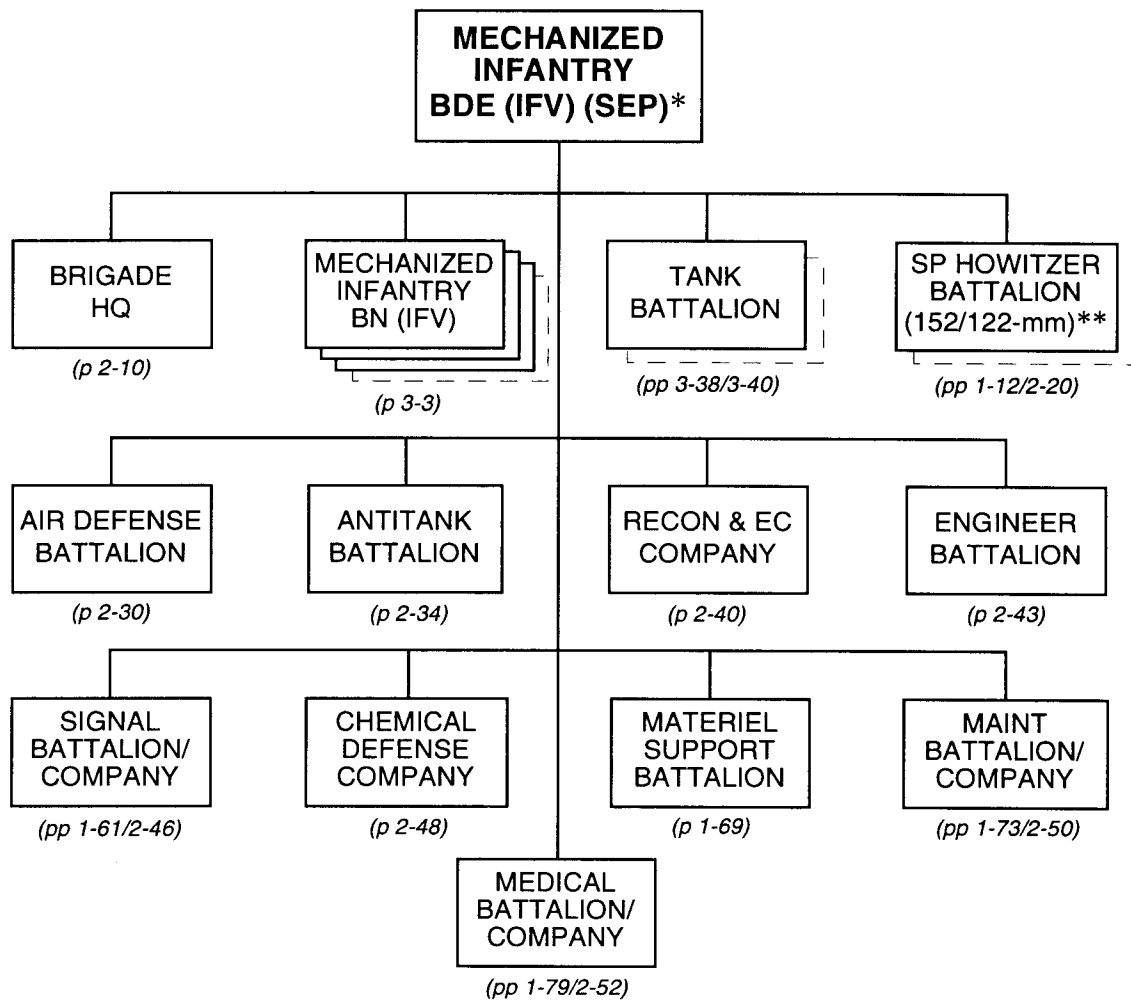 MECHANIZED
INFANTRY
BDE (IFV) (SEP)*
BRIGADE
HQ
(p 2-10)
MECHANIZED
INFANTRY
BN (IFV)
(p 3-3)
TANK
BATTALION
(pp 3-38/3-40)
SP HOWITZER
BATTALION
(152/122-mm)**
(pp 1-12/2-20)
AIR DEFENSE
BATTALION
(p 2-30)
ANTITANK
BATTALION
(p 2-34)
RECON & EC
COMPANY
(p 2-40)
ENGINEER
BATTALION
(p 2-43)
SIGNAL
BATTALION/
COMPANY
(pp 1-61/2-46)
CHEMICAL
DEFENSE
COMPANY
(p 2-48)
MATERIEL
SUPPORT
BATTALION
(p 1-69)
MAINT
BATTALION/
COMPANY
(pp 1-73/2-50)
MEDICAL
BATTALION/
COMPANY
(pp 1-79/2-52)